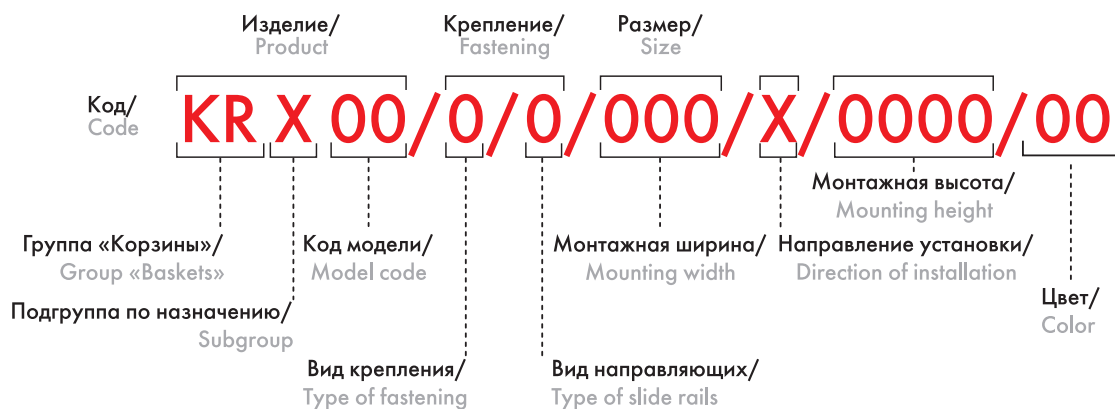 Изделие/
Product
Крепление/
Fastening
Размер/
Size
Код/
Code
KR X 00/0/0/000/X/0000/00
Монтажная высота/
Mounting height
Группа «Корзины»/
Group «Baskets»
Код модели/
Model code
Монтажная ширина/
Mounting width
Направление установки/
Direction of installation
Подгруппа по назначению/
Subgroup
Цвет/
Color
Вид крепления/
Type of fastening
Вид направляющих/
Type of slide rails